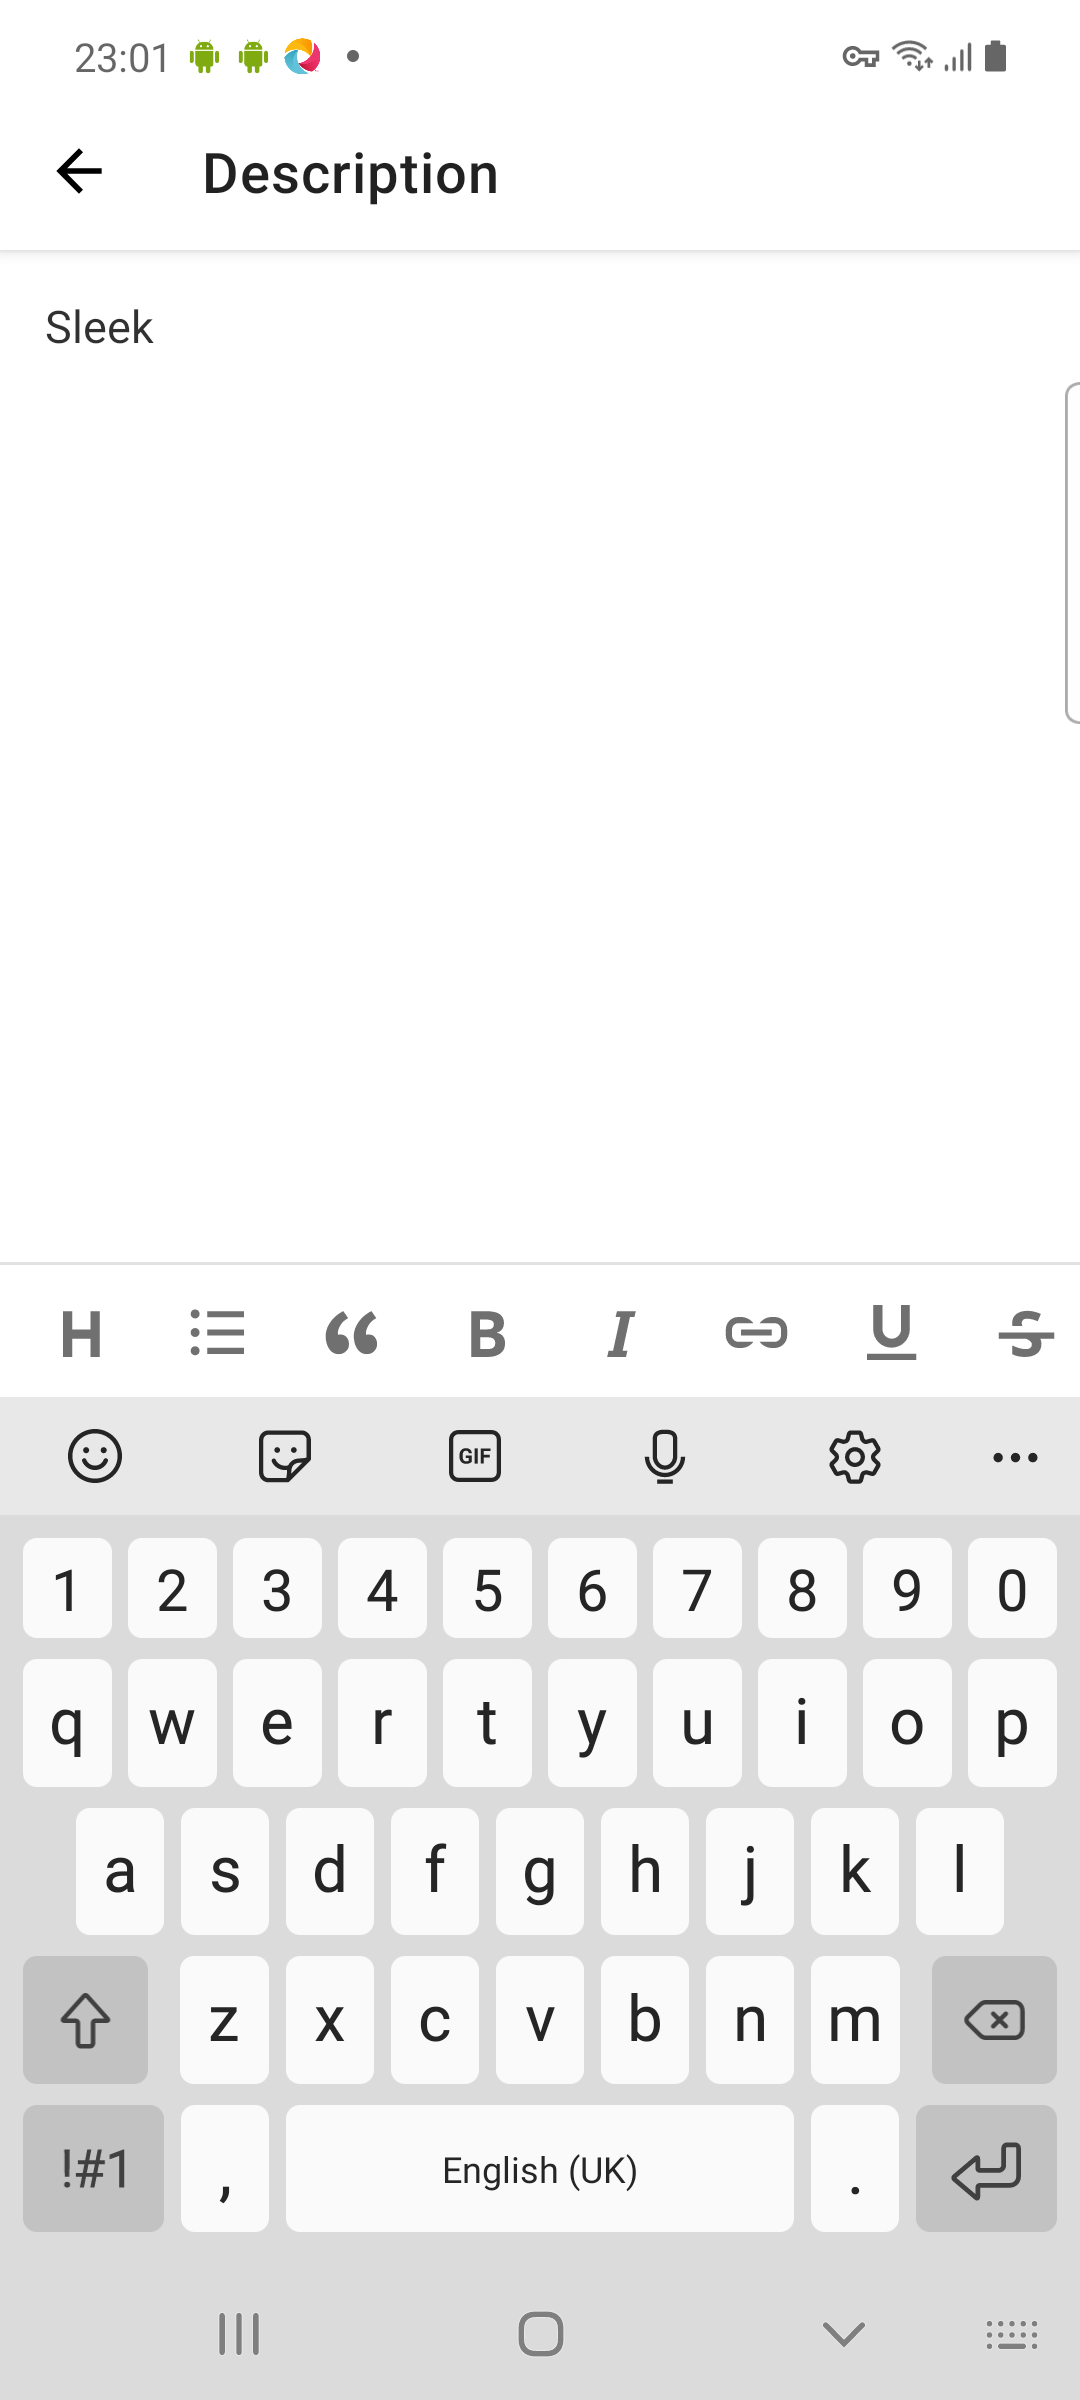 23:01
Description
Sleek
H B I U S
GIF
1 2 3 4 5 6 7 8 9 0
q w e r t y u i o p
a s d f g h j k l
z x c v b n m
!#1 , English (UK) .